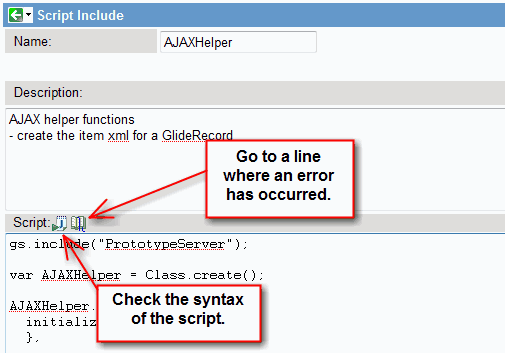 Script Include
Name:
AJAXHelper
Description:
AJAX helper functions
- create the item xml for a GlideRecord
Go to a line
where an error
has occurred.
Script:
gs.include("PrototypeServer");
var AJAXHelper = Class.create();
AJAXHelper.
Check the syntax
of the script.
initializ
},